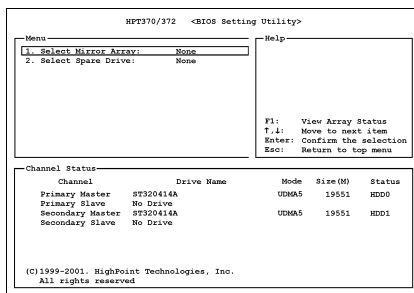 HPT370/372 <BIOS Setting Utility>
Menu
1. Select Mirror Array: None
2. Select Spare Drive: None
Help
F1: View Array Status
↑,↓: Move to next item
Enter: Confirm the selection
Esc: Return to top menu
Channel Status
Channel Drive Name Mode Size(M) Status
Primary Master ST320414A UDMA5 19551 HDD0
Primary Slave No Drive
Secondary Master ST320414A UDMA5 19551 HDD1
Secondary Slave No Drive
(C)1999-2001. HighPoint Technologies, Inc.
All rights reserved